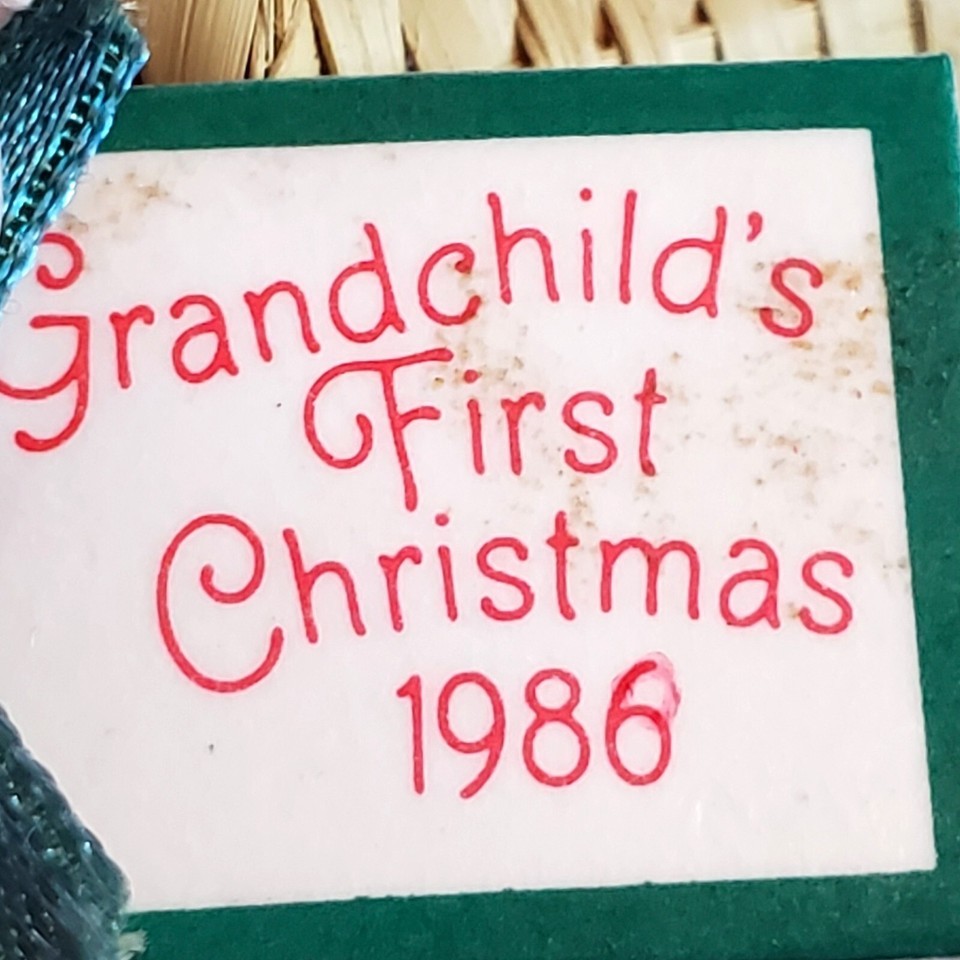 Grandchild's
First
Christmas
1986